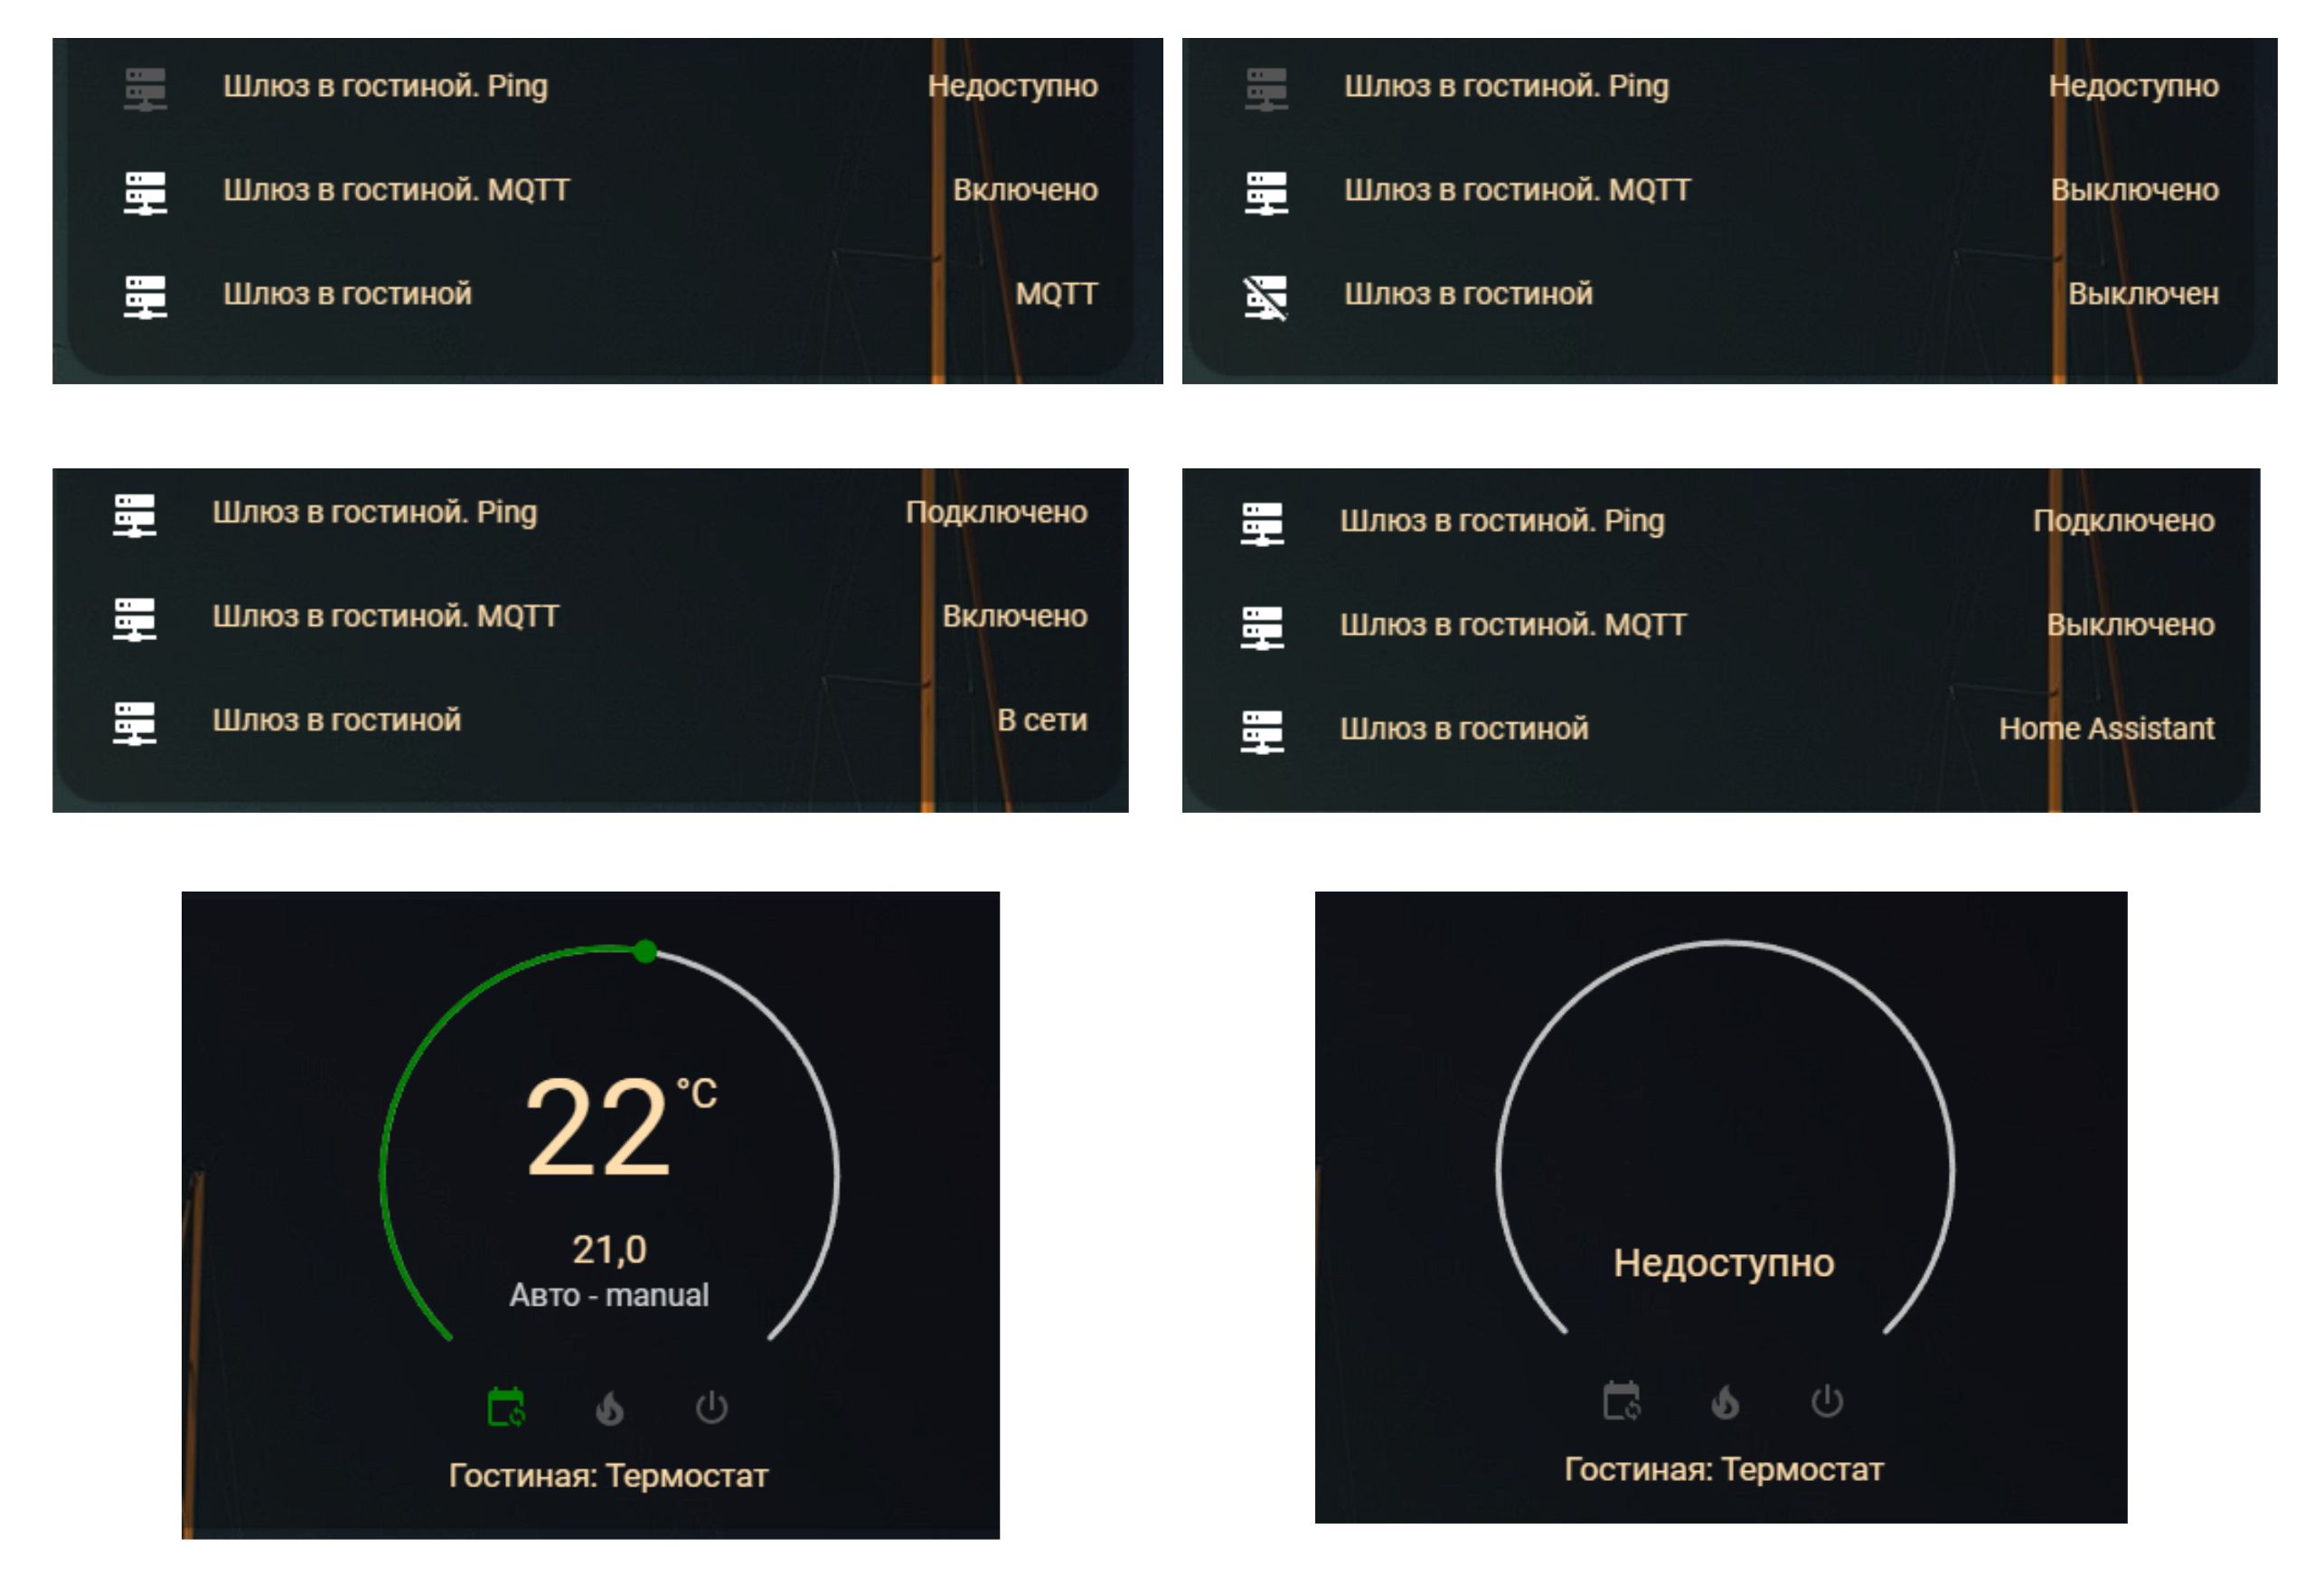 Шлюз в гостиной. Ping Недоступно
Шлюз в гостиной. MQTT Включено
Шлюз в гостиной MQTT
Шлюз в гостиной. Ping Недоступно
Шлюз в гостиной. MQTT Выключено
Шлюз в гостиной Выключен
Шлюз в гостиной. Ping Подключено
Шлюз в гостиной. MQTT Включено
Шлюз в гостиной В сети
Шлюз в гостиной. Ping Подключено
Шлюз в гостиной. MQTT Выключено
Шлюз в гостиной Home Assistant
22 °C
21,0
Авто - manual
Гостиная: Термостат
Недоступно
Гостиная: Термостат